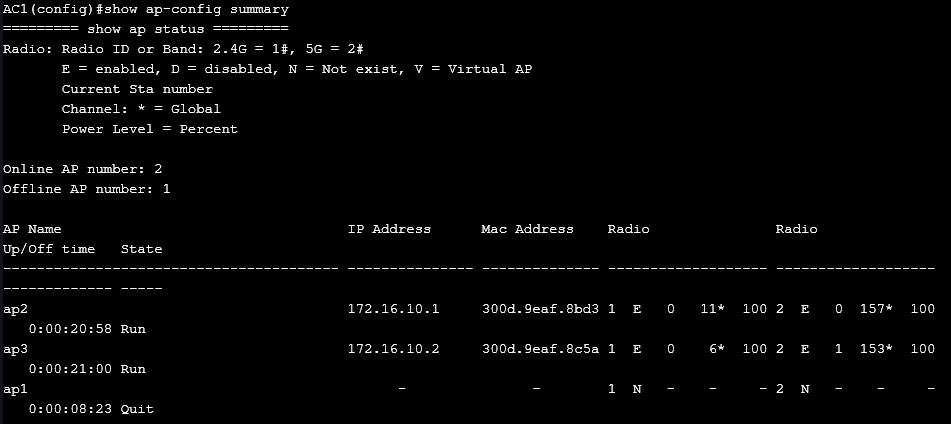 AC1(config)#show ap-config summary
========= show ap status =========
Radio: Radio ID or Band: 2.4G = 1#, 5G = 2#
       E = enabled, D = disabled, N = Not exist, V = Virtual AP
       Current Sta number
       Channel: * = Global
       Power Level = Percent
Online AP number: 2
Offline AP number: 1
AP Name                                  IP Address      Mac Address    Radio               Radio
Up/Off time   State
---------------------------------------- --------------- -------------- ------------------- -------------------
------------- -----
ap2                                      172.16.10.1     300d.9eaf.8bd3 1  E   0   11*  100 2  E   0  157*  100
   0:00:20:58 Run
ap3                                      172.16.10.2     300d.9eaf.8c5a 1  E   0    6*  100 2  E   1  153*  100
   0:00:21:00 Run
ap1                                            -               -        1  N   -    -     - 2  N   -    -     -
   0:00:08:23 Quit